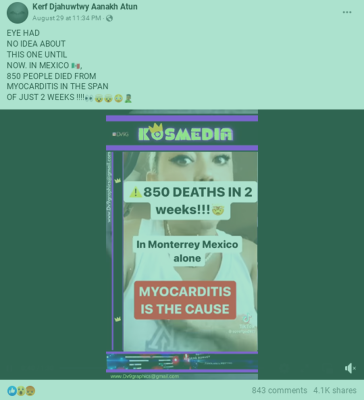 Kerf Djahuwtwy Aanakh Atun
August 29 at 11:34 PM ·
EYE HAD
NO IDEA ABOUT
THIS ONE UNTIL
NOW. IN MEXICO 🇲🇽,
850 PEOPLE DIED FROM
MYOCARDITIS IN THE SPAN
OF JUST 2 WEEKS !!!!👀
KOSMEDIA
⚠️850 DEATHS IN 2
weeks!!!🤯
In Monterrey Mexico
alone
MYOCARDITIS
IS THE CAUSE
843 comments 4.1K shares